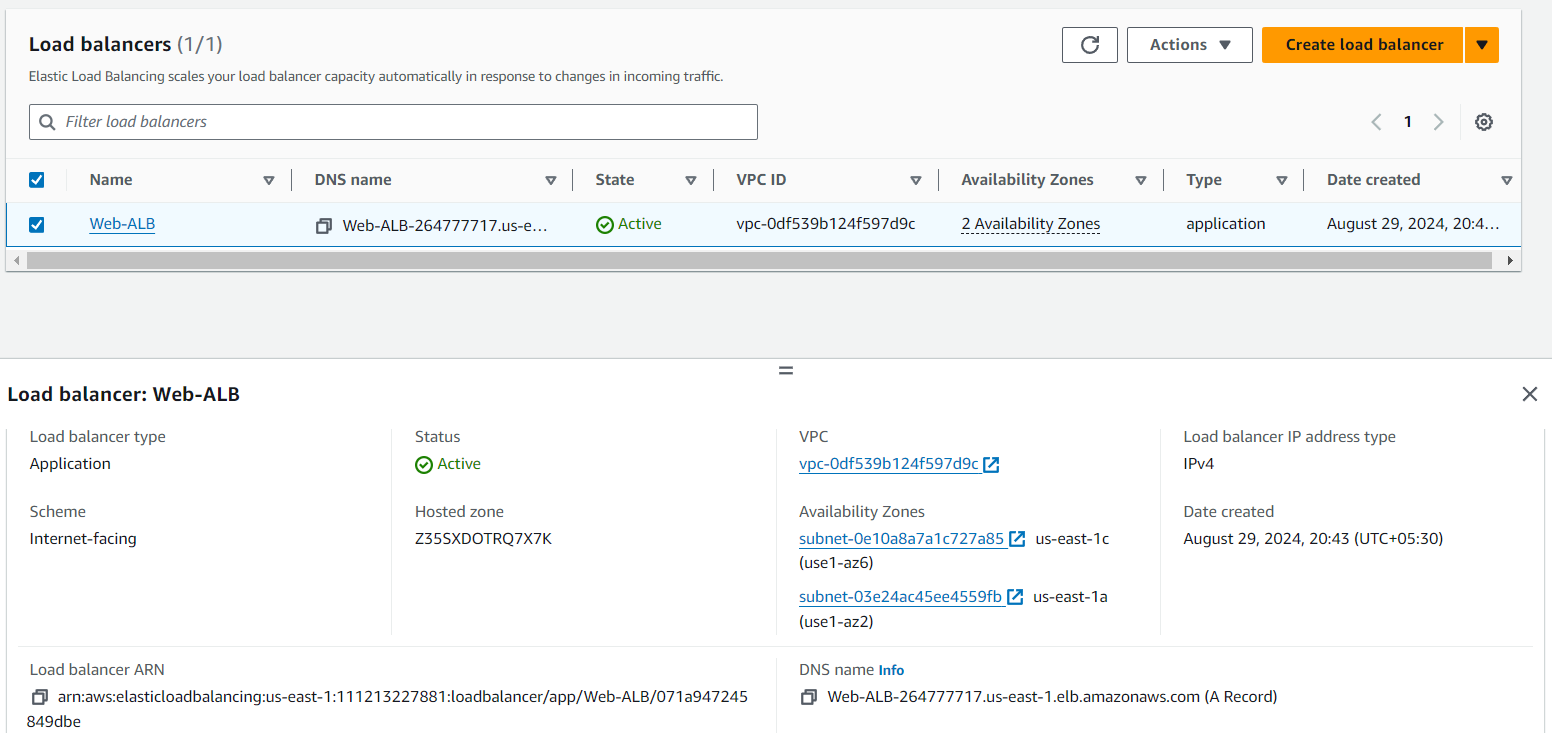 Load balancers (1/1)
Actions
Create load balancer
Elastic Load Balancing scales your load balancer capacity automatically in response to changes in incoming traffic.
Filter load balancers
1
Name DNS name State VPC ID Availability Zones Type Date created
Web-ALB Web-ALB-264777717.us-e... Active vpc-0df539b124f597d9c 2 Availability Zones application August 29, 2024, 20:4...
Load balancer: Web-ALB
Load balancer type Status VPC Load balancer IP address type
Application Active vpc-0df539b124f597d9c IPv4
Scheme Hosted zone Availability Zones Date created
Internet-facing Z35SXDOTRQ7X7K subnet-0e10a8a7a1c727a85 us-east-1c August 29, 2024, 20:43 (UTC+05:30)
(use1-az6)
subnet-03e24ac45ee4559fb us-east-1a
(use1-az2)
Load balancer ARN DNS name Info
arn:aws:elasticloadbalancing:us-east-1:111213227881:loadbalancer/app/Web-ALB/071a947245 Web-ALB-264777717.us-east-1.elb.amazonaws.com (A Record)
849dbe